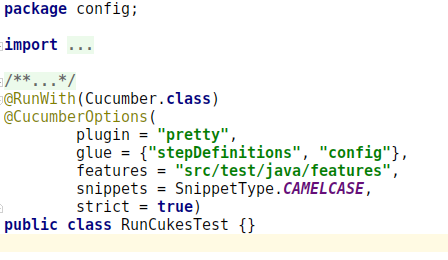 package config;
import ...
/**...*/
@RunWith(Cucumber.class)
@CucumberOptions(
        plugin = "pretty",
        glue = {"stepDefinitions", "config"},
        features = "src/test/java/features",
        snippets = SnippetType.CAMELCASE,
        strict = true)
public class RunCukesTest {}